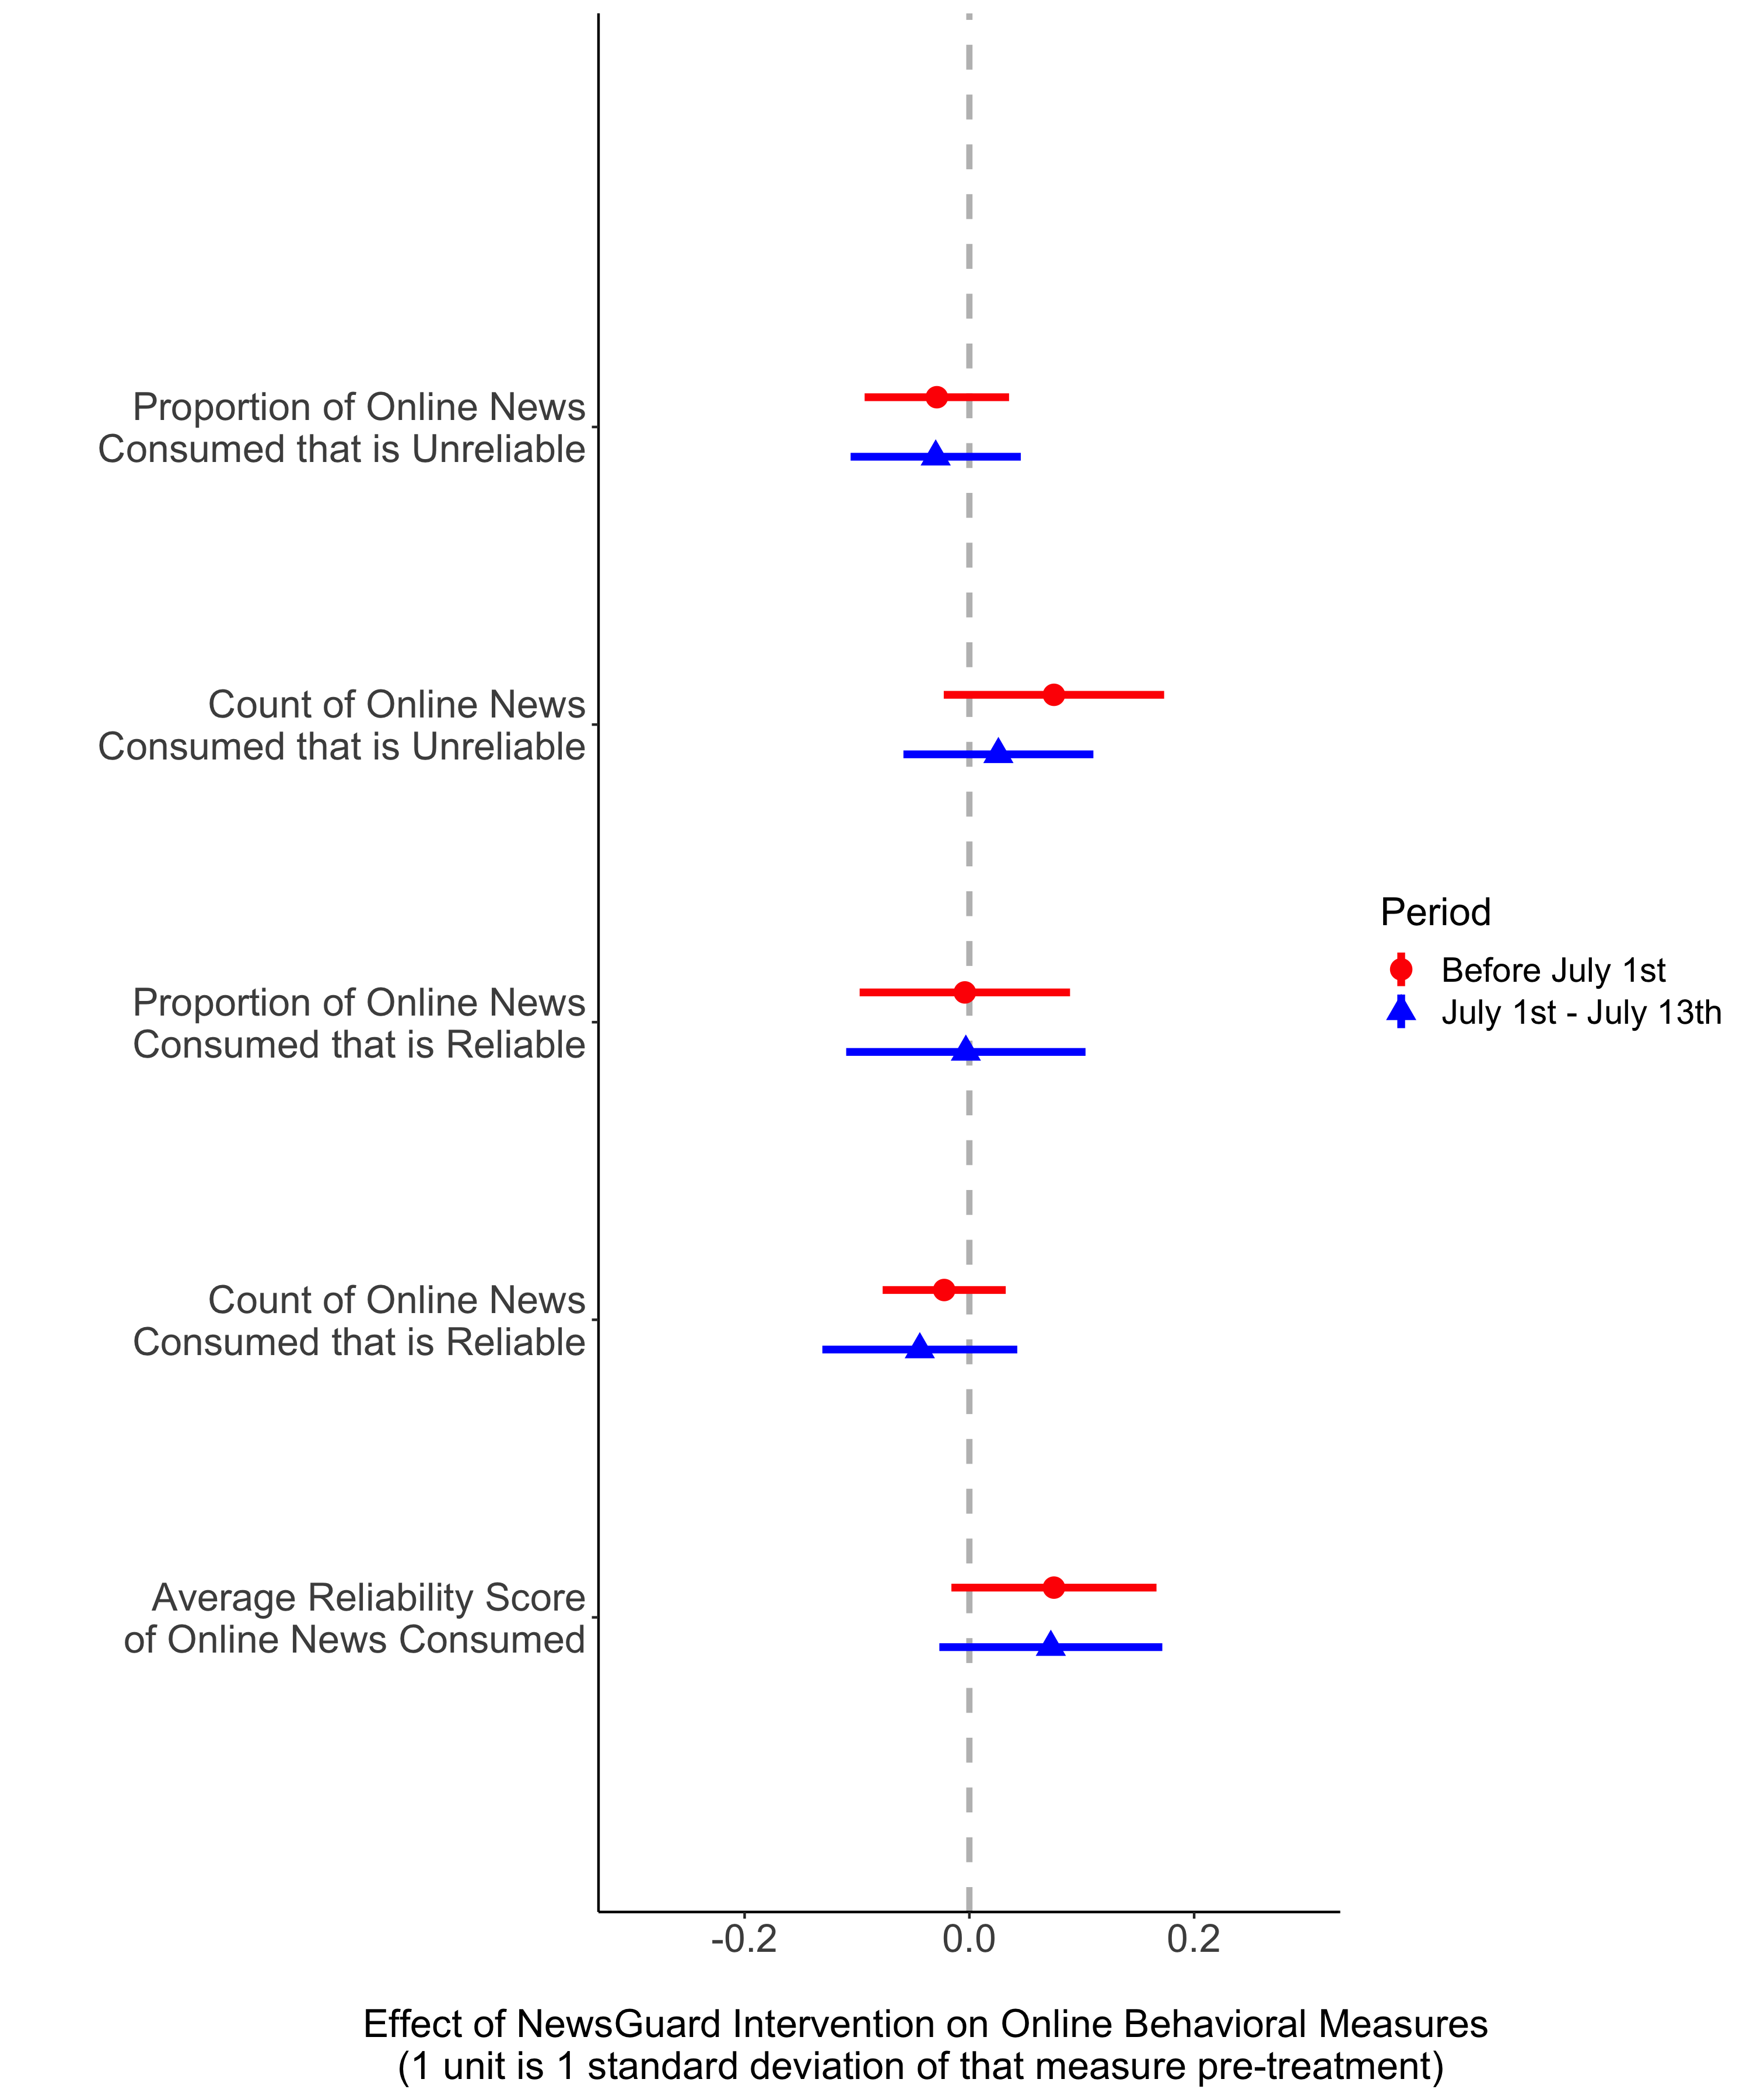 Proportion of Online News
Consumed that is Unreliable
Count of Online News
Consumed that is Unreliable
Proportion of Online News
Consumed that is Reliable
Count of Online News
Consumed that is Reliable
Average Reliability Score
of Online News Consumed
Period
Before July 1st
July 1st - July 13th
-0.2 0.0 0.2
Effect of NewsGuard Intervention on Online Behavioral Measures
(1 unit is 1 standard deviation of that measure pre-treatment)